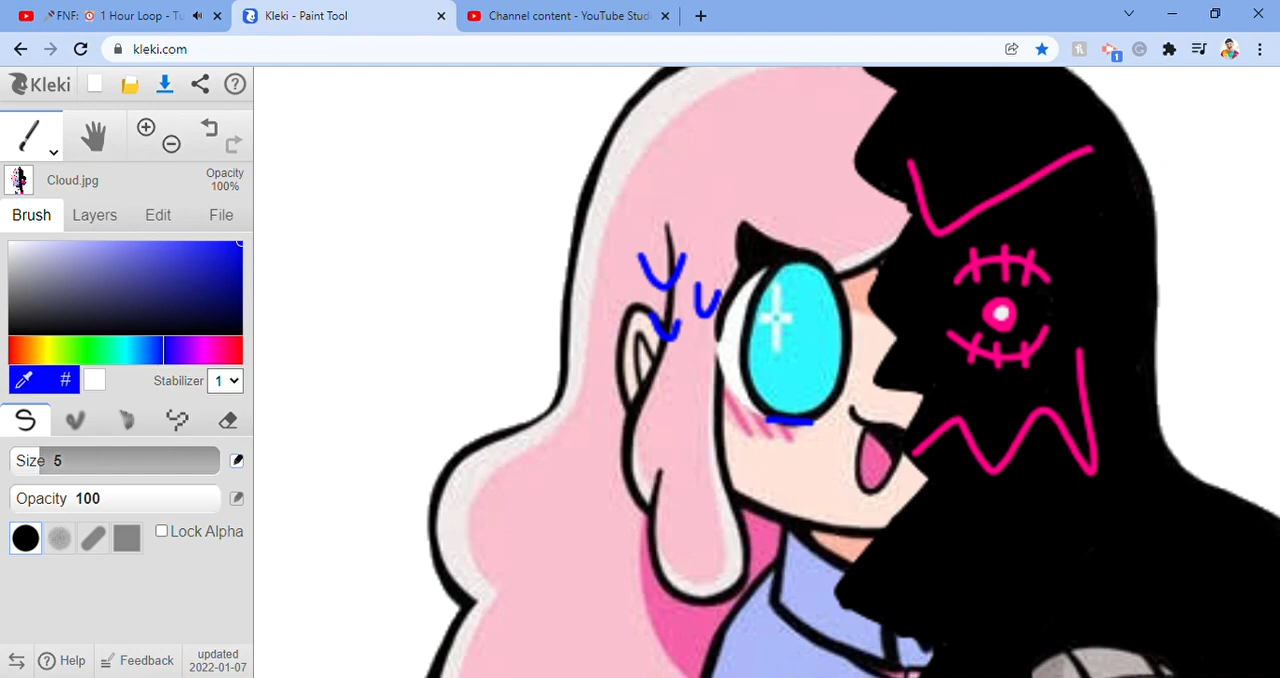 FNF: 1 Hour Loop - Tu
Kleki - Paint Tool
Channel content - YouTube Studi
kleki.com
1
Kleki
Cloud.jpg
Opacity
100%
Brush Layers Edit File
#
Stabilizer 1
Size 5
Opacity 100
Lock Alpha
Help Feedback updated
2022-01-07